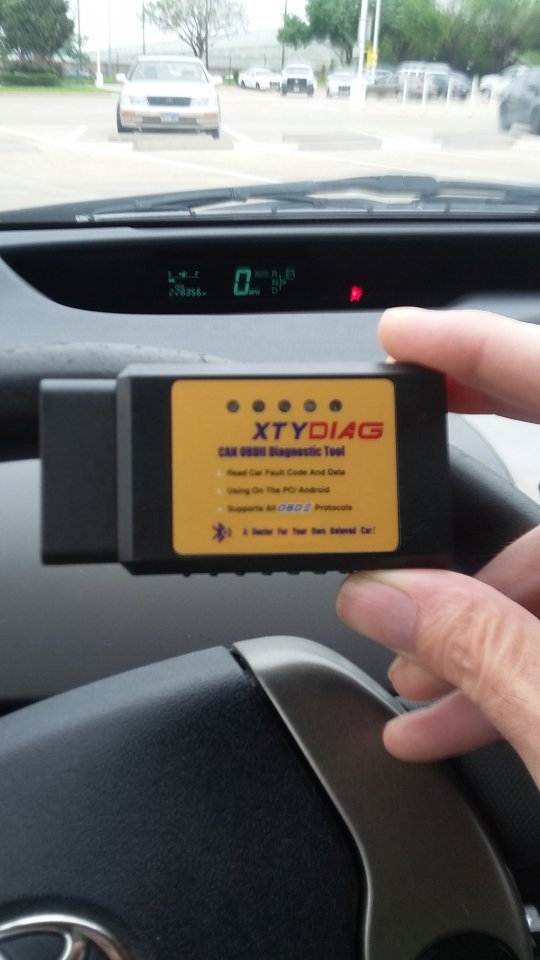 0
MPH
R
N
D
P
XTYDIAG
CAN OBDII Diagnostic Tool
Read Car Fault Code And Data
Using On The PC/ Android
Supports All OBD2 Protocols
A Doctor For Your Own Beloved Car!